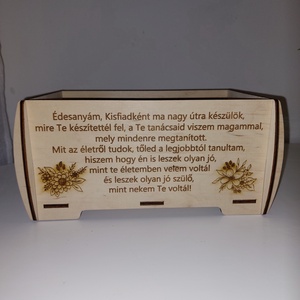 Édesanyám, Kisfiadként ma nagy útra készülök,
mire Te készítettél fel, a Te tanácsaid viszem magammal,
mely mindenre megtanított.
Mit az életről tudok, tőled a legjobbtól tanultam,
hiszem hogy én is leszek olyan jó,
mint te életemben velem voltál
és leszek olyan jó szülő,
mint nekem Te voltál!